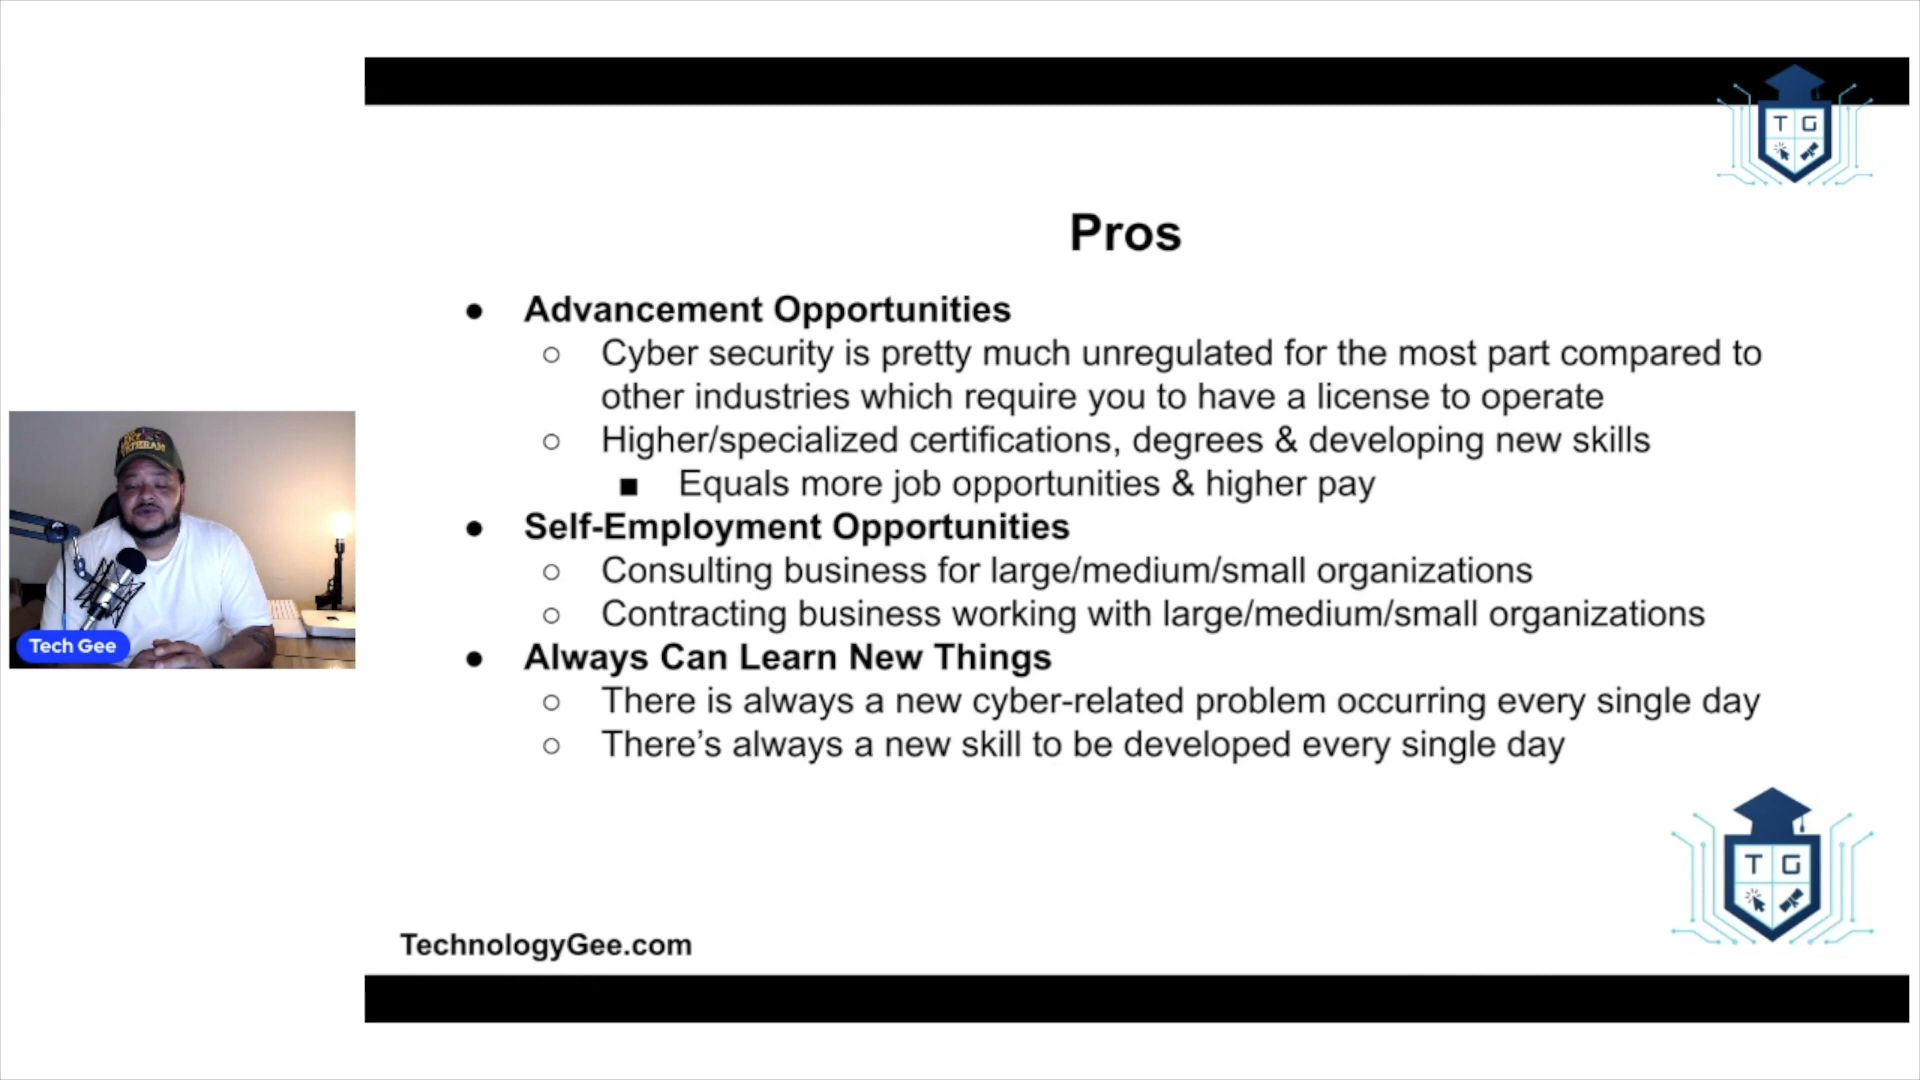 T G
Pros
● Advancement Opportunities
○ Cyber security is pretty much unregulated for the most part compared to
other industries which require you to have a license to operate
○ Higher/specialized certifications, degrees & developing new skills
■ Equals more job opportunities & higher pay
● Self-Employment Opportunities
○ Consulting business for large/medium/small organizations
○ Contracting business working with large/medium/small organizations
● Always Can Learn New Things
○ There is always a new cyber-related problem occurring every single day
○ There’s always a new skill to be developed every single day
VETERAN
Tech Gee
T G
TechnologyGee.com